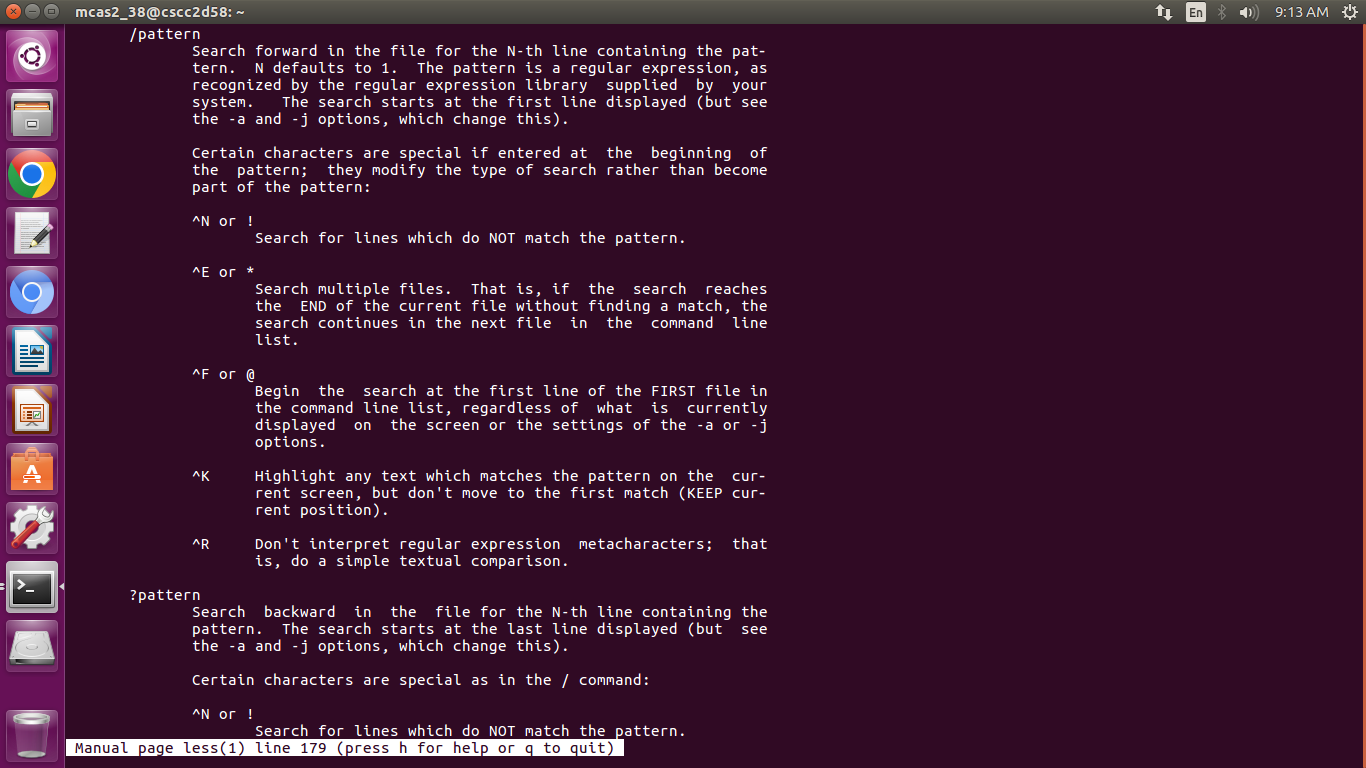 mcas2_38@cscc2d58: ~
En
9:13 AM
/pattern
Search forward in the file for the N-th line containing the pat-
tern.  N defaults to 1.  The pattern is a regular expression, as
recognized by the regular expression library  supplied  by  your
system.   The search starts at the first line displayed (but see
the -a and -j options, which change this).
Certain characters are special if entered at  the  beginning  of
the  pattern;  they modify the type of search rather than become
part of the pattern:
^N or !
Search for lines which do NOT match the pattern.
^E or *
Search multiple files.  That is, if  the  search  reaches
the  END of the current file without finding a match, the
search continues in the next file  in  the  command  line
list.
^F or @
Begin  the  search at the first line of the FIRST file in
the command line list, regardless of  what  is  currently
displayed  on  the screen or the settings of the -a or -j
options.
^K     Highlight any text which matches the pattern on the  cur-
rent screen, but don't move to the first match (KEEP cur-
rent position).
^R     Don't interpret regular expression  metacharacters;  that
is, do a simple textual comparison.
?pattern
Search  backward  in  the  file for the N-th line containing the
pattern.  The search starts at the last line displayed (but  see
the -a and -j options, which change this).
Certain characters are special as in the / command:
^N or !
Search for lines which do NOT match the pattern.
Manual page less(1) line 179 (press h for help or q to quit)